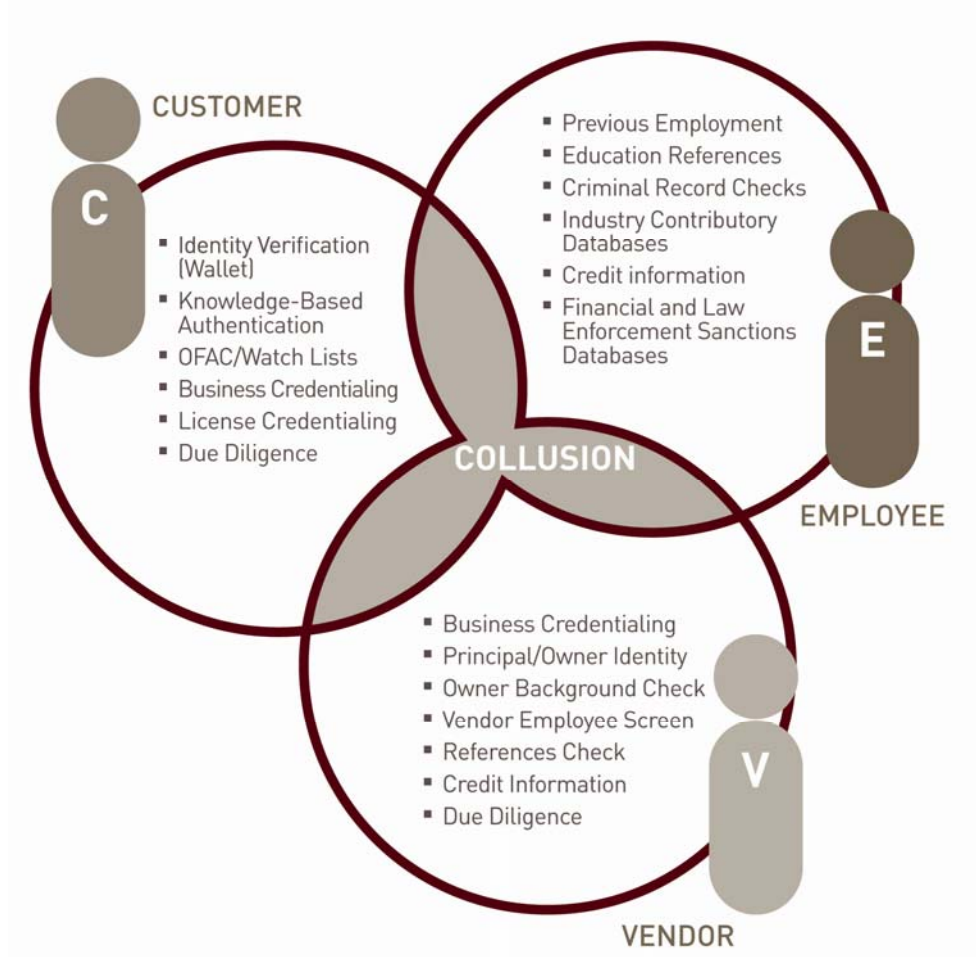 CUSTOMER
C
Identity Verification
(Wallet)
Knowledge-Based
Authentication
OFAC/Watch Lists
Business Credentialing
License Credentialing
Due Diligence
Previous Employment
Education References
Criminal Record Checks
Industry Contributory
Databases
Credit information
Financial and Law
Enforcement Sanctions
Databases
E
EMPLOYEE
COLLUSION
Business Credentialing
Principal/Owner Identity
Owner Background Check
Vendor Employee Screen
References Check
Credit Information
Due Diligence
V
VENDOR